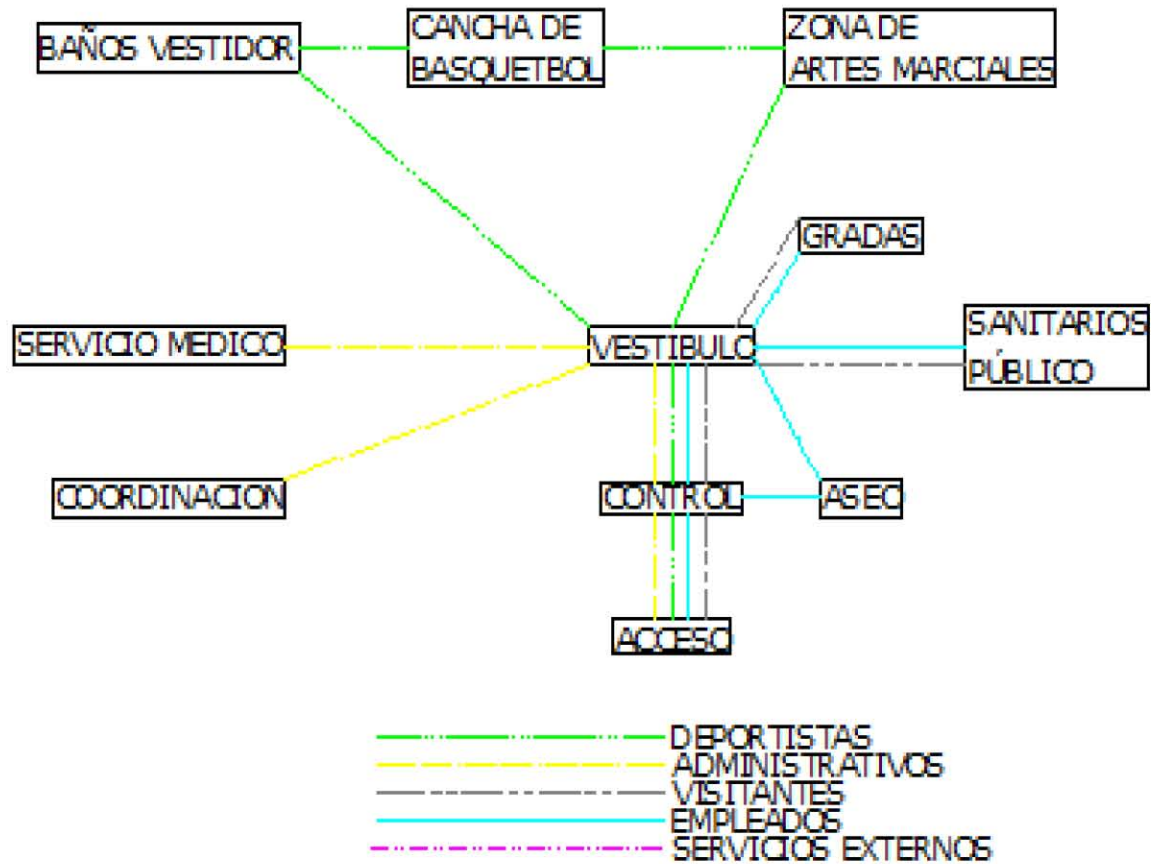 BAÑOS VESTIDOR
CANCHA DE
BASQUETBOL
ZONA DE
ARTES MARCIALES
GRADAS
SERVICIO MEDICO
VESTIBULO
SANITARIOS
PÚBLICO
COORDINACION
CONTROL
ASEO
ACCESO
DEPORTISTAS
ADMINISTRATIVOS
VISITANTES
EMPLEADOS
SERVICIOS EXTERNOS